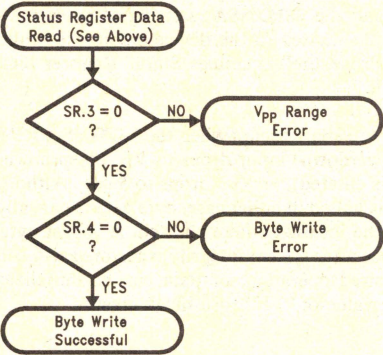 Status Register Data
Read (See Above)
SR.3 = 0
?
NO
VPP Range
Error
YES
SR.4 = 0
?
NO
Byte Write
Error
YES
Byte Write
Successful